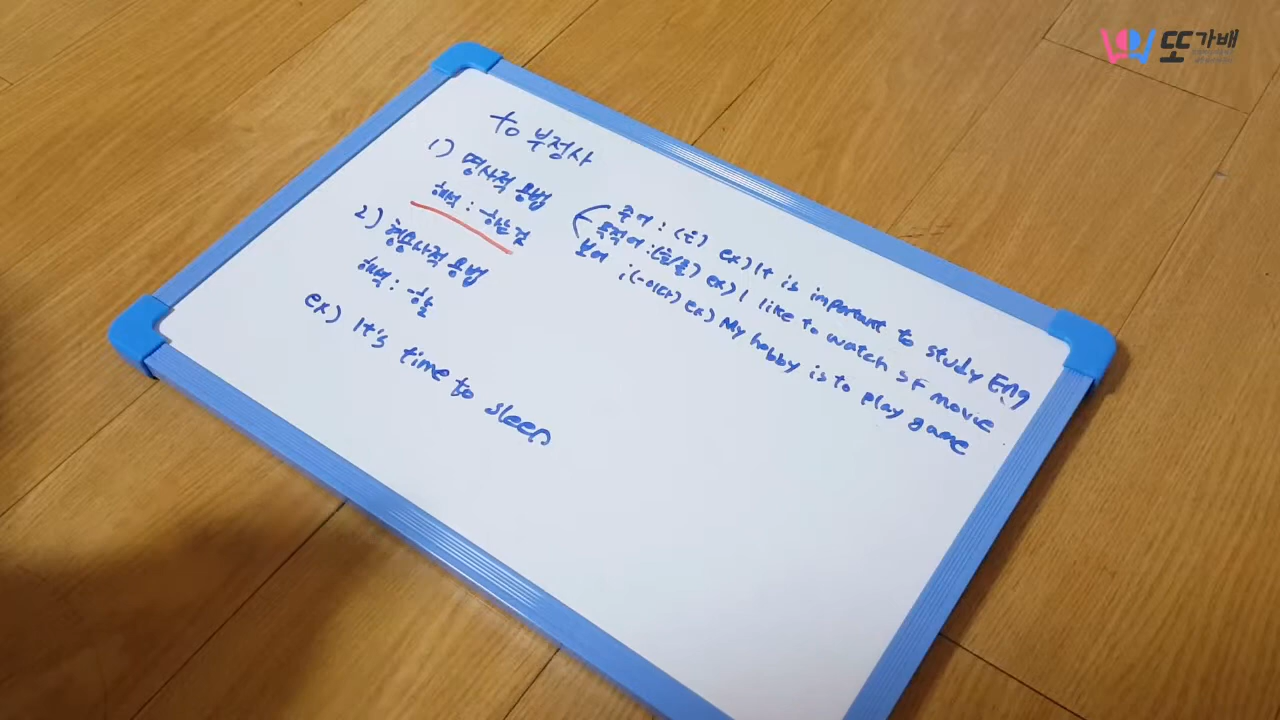 또가배
to 부정사
1) 명사적 용법
해석 : ~하는 것
주어 : (은) ex) It is important to study Eng
목적어 : (을/를) ex) I like to watch SF movie
보어 : (~이다) ex) My hobby is to play game
2) 형용사적 용법
해석 : ~할
ex) It's time to sleep